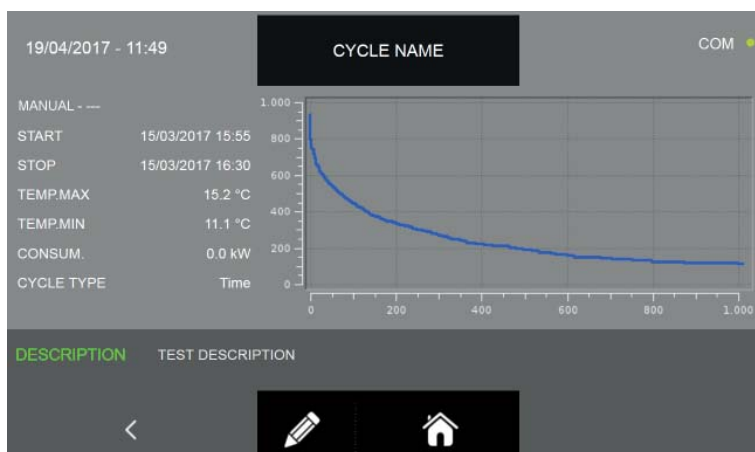 19/04/2017 - 11:49
CYCLE NAME
COM
MANUAL - ---
START 15/03/2017 15:55
STOP 15/03/2017 16:30
TEMP.MAX 15.2 °C
TEMP.MIN 11.1 °C
CONSUM. 0.0 kW
CYCLE TYPE Time
1.000
800
600
400
200
0
0 200 400 600 800 1.000
DESCRIPTION TEST DESCRIPTION